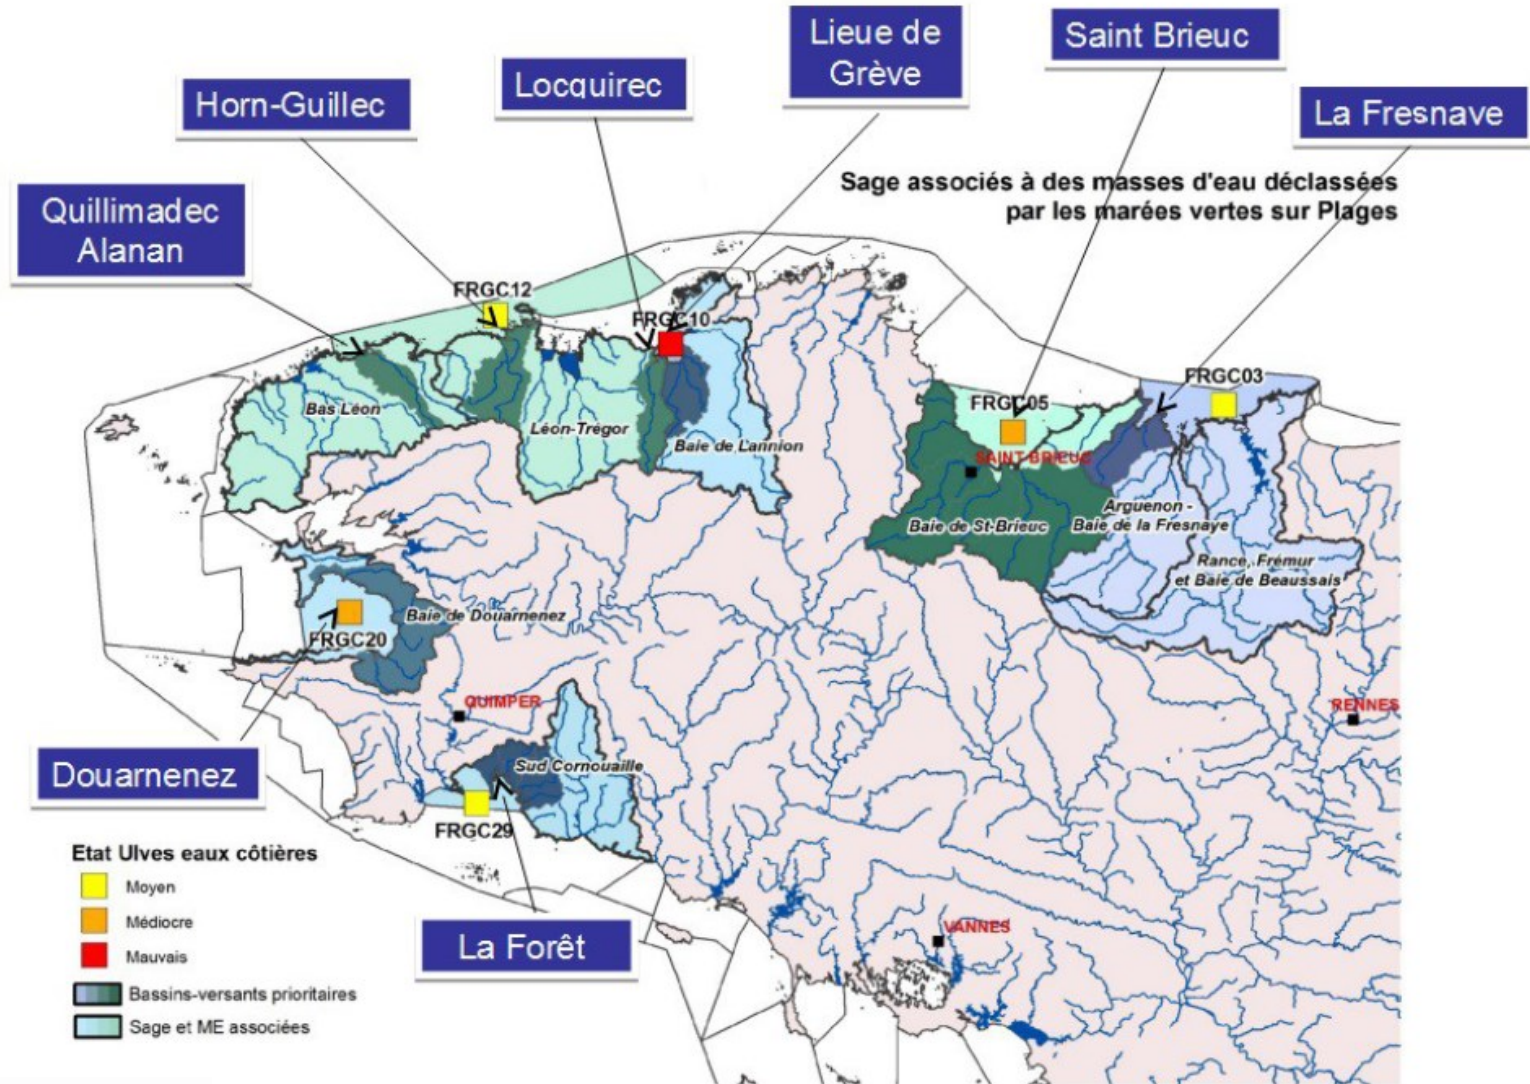 Lieue de
Grève
Saint Brieuc
Locquirec
Horn-Guillec
La Fresnave
Sage associés à des masses d'eau déclassées
par les marées vertes sur Plages
Quillimadec
Alanan
FRGC12
FRGC10
FRGC03
FRGC05
Bas Léon
Léon-Trégor
Baie de Lannion
SAINT-BRIEUC
Baie de St-Brieuc
Arguenon -
Baie de la Fresnaye
Rance, Frémur
et Baie de Beaussais
Baie de Douarnenez
FRGC20
QUIMPER
RENNES
Douarnenez
Sud Cornouaille
FRGC29
Etat Ulves eaux côtières
Moyen
Médiocre
Mauvais
Bassins-versants prioritaires
Sage et ME associées
La Forêt
VANNES